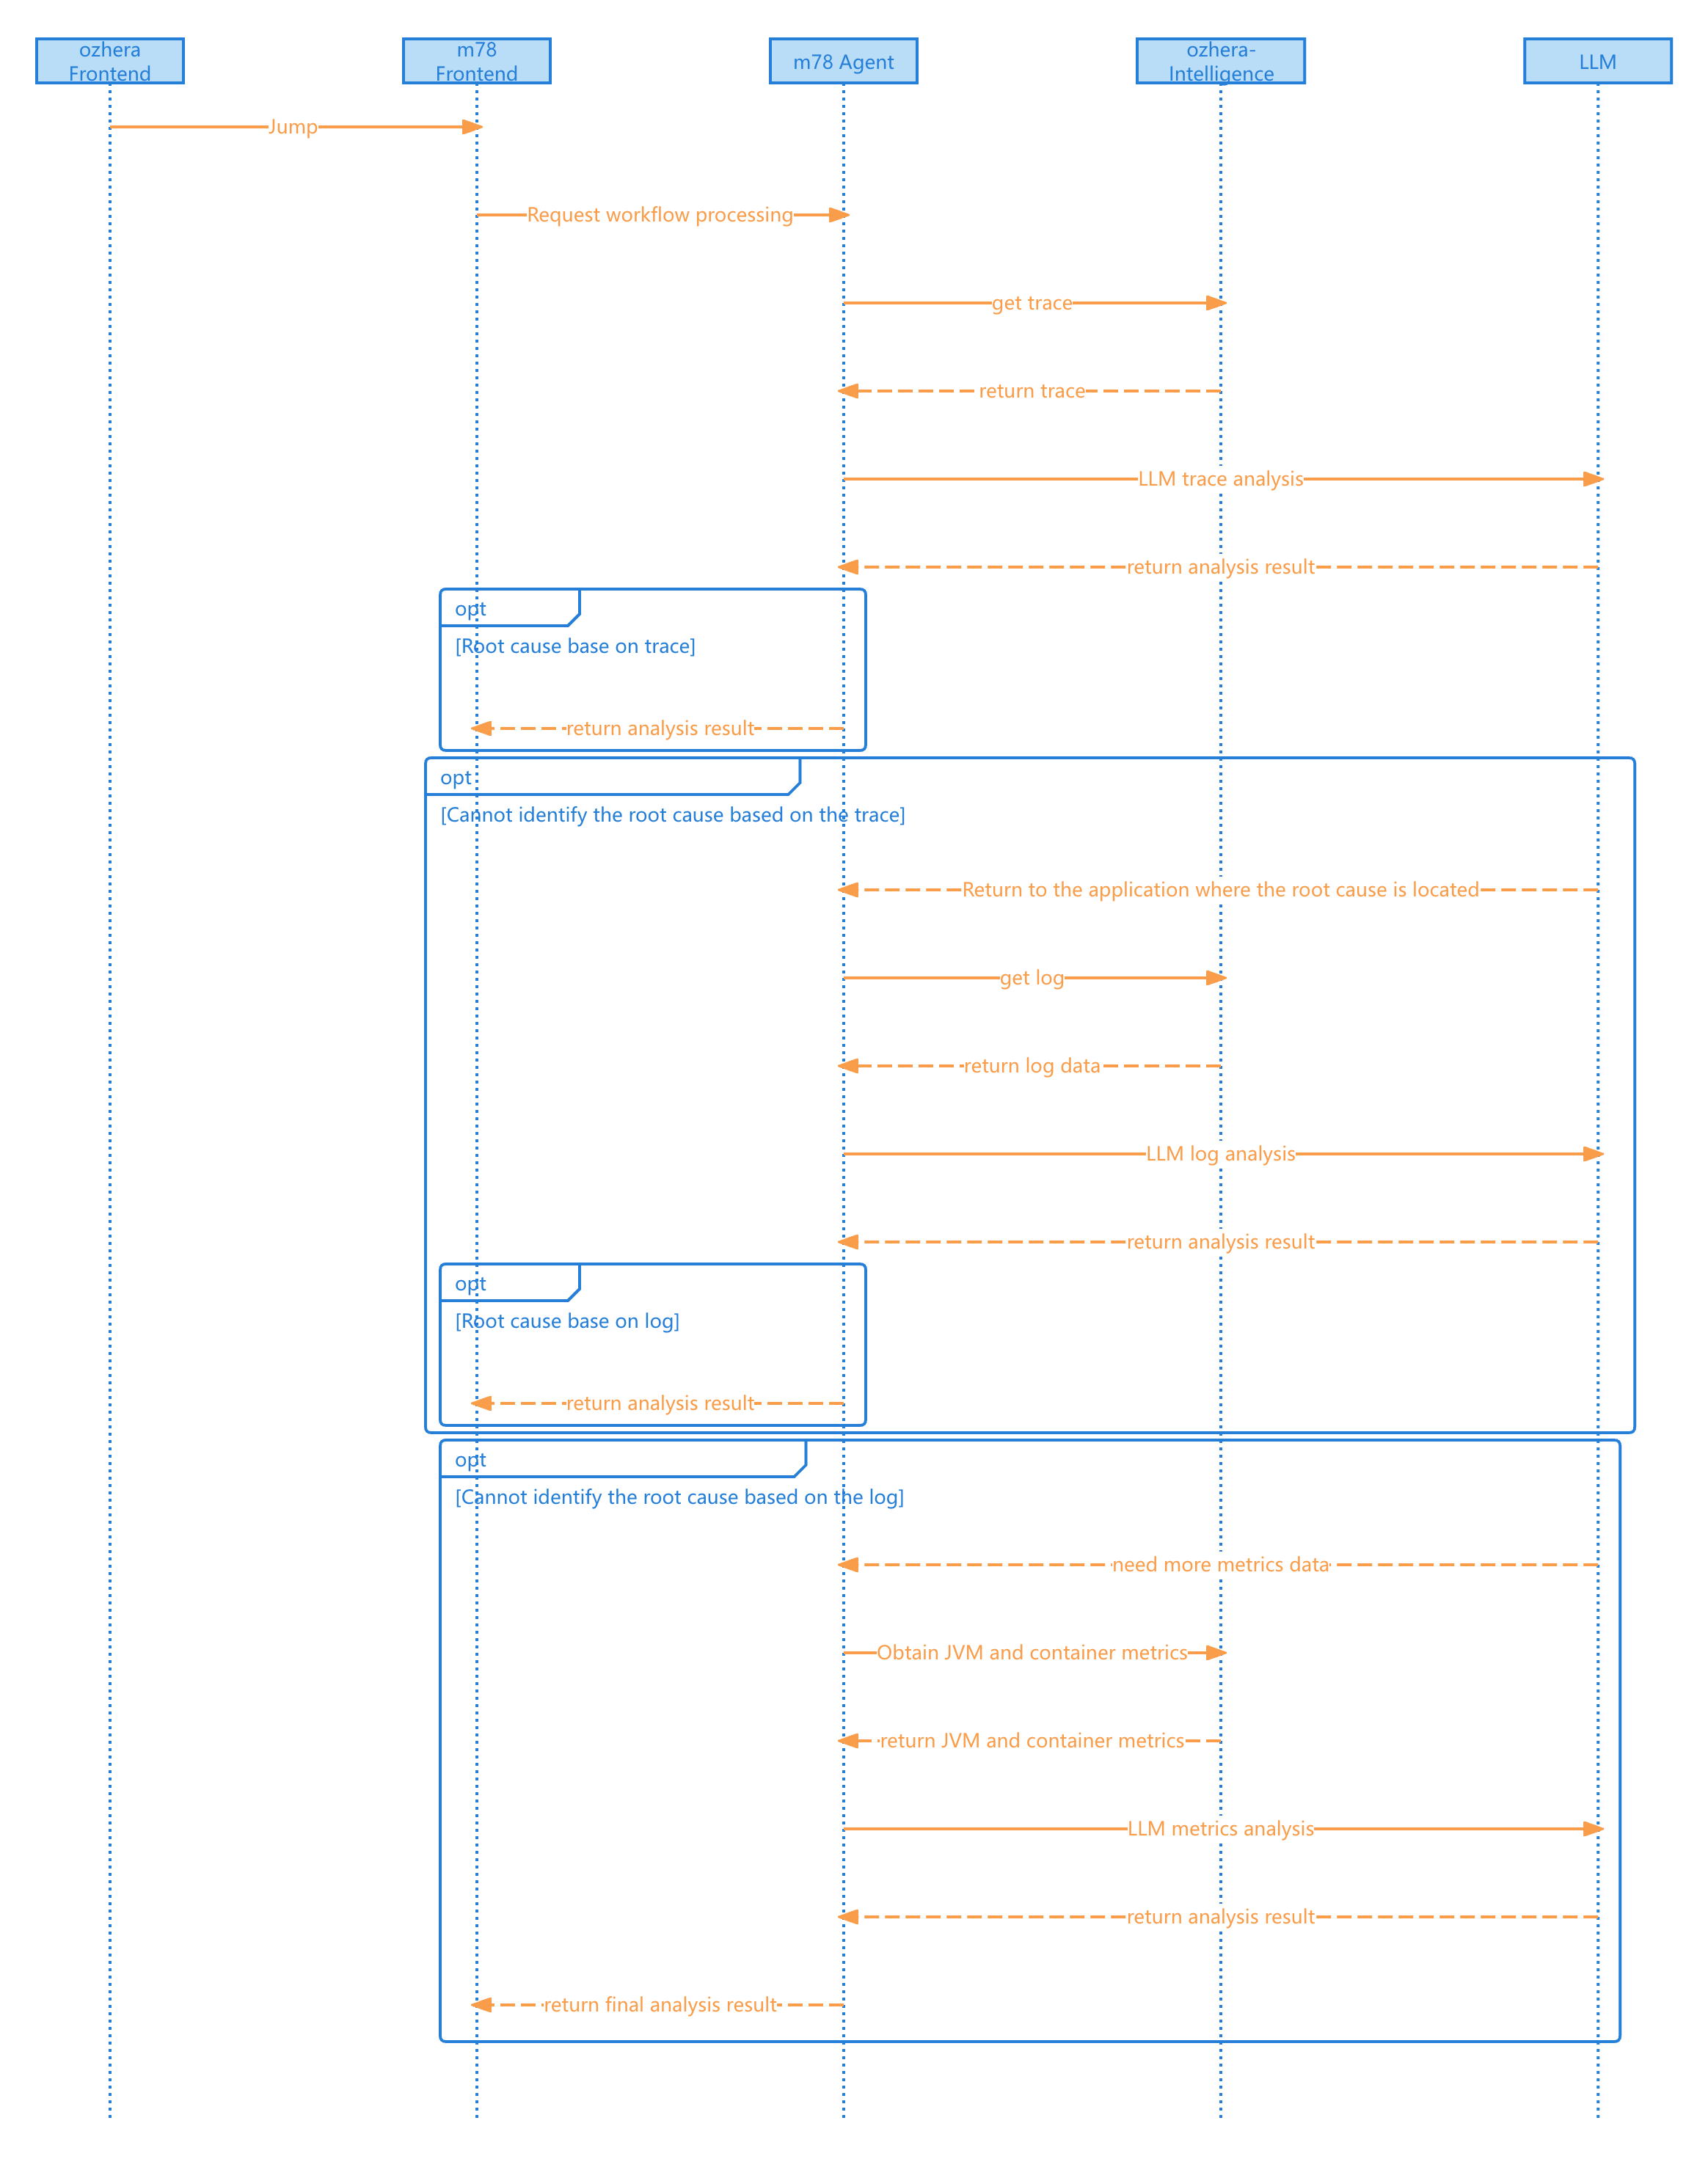 ozhera
Frontend
m78
Frontend
m78 Agent
ozhera-
Intelligence
LLM
Jump
Request workflow processing
get trace
return trace
LLM trace analysis
return analysis result
opt
[Root cause base on trace]
return analysis result
opt
[Cannot identify the root cause based on the trace]
Return to the application where the root cause is located
get log
return log data
LLM log analysis
return analysis result
opt
[Root cause base on log]
return analysis result
opt
[Cannot identify the root cause based on the log]
need more metrics data
Obtain JVM and container metrics
return JVM and container metrics
LLM metrics analysis
return analysis result
return final analysis result